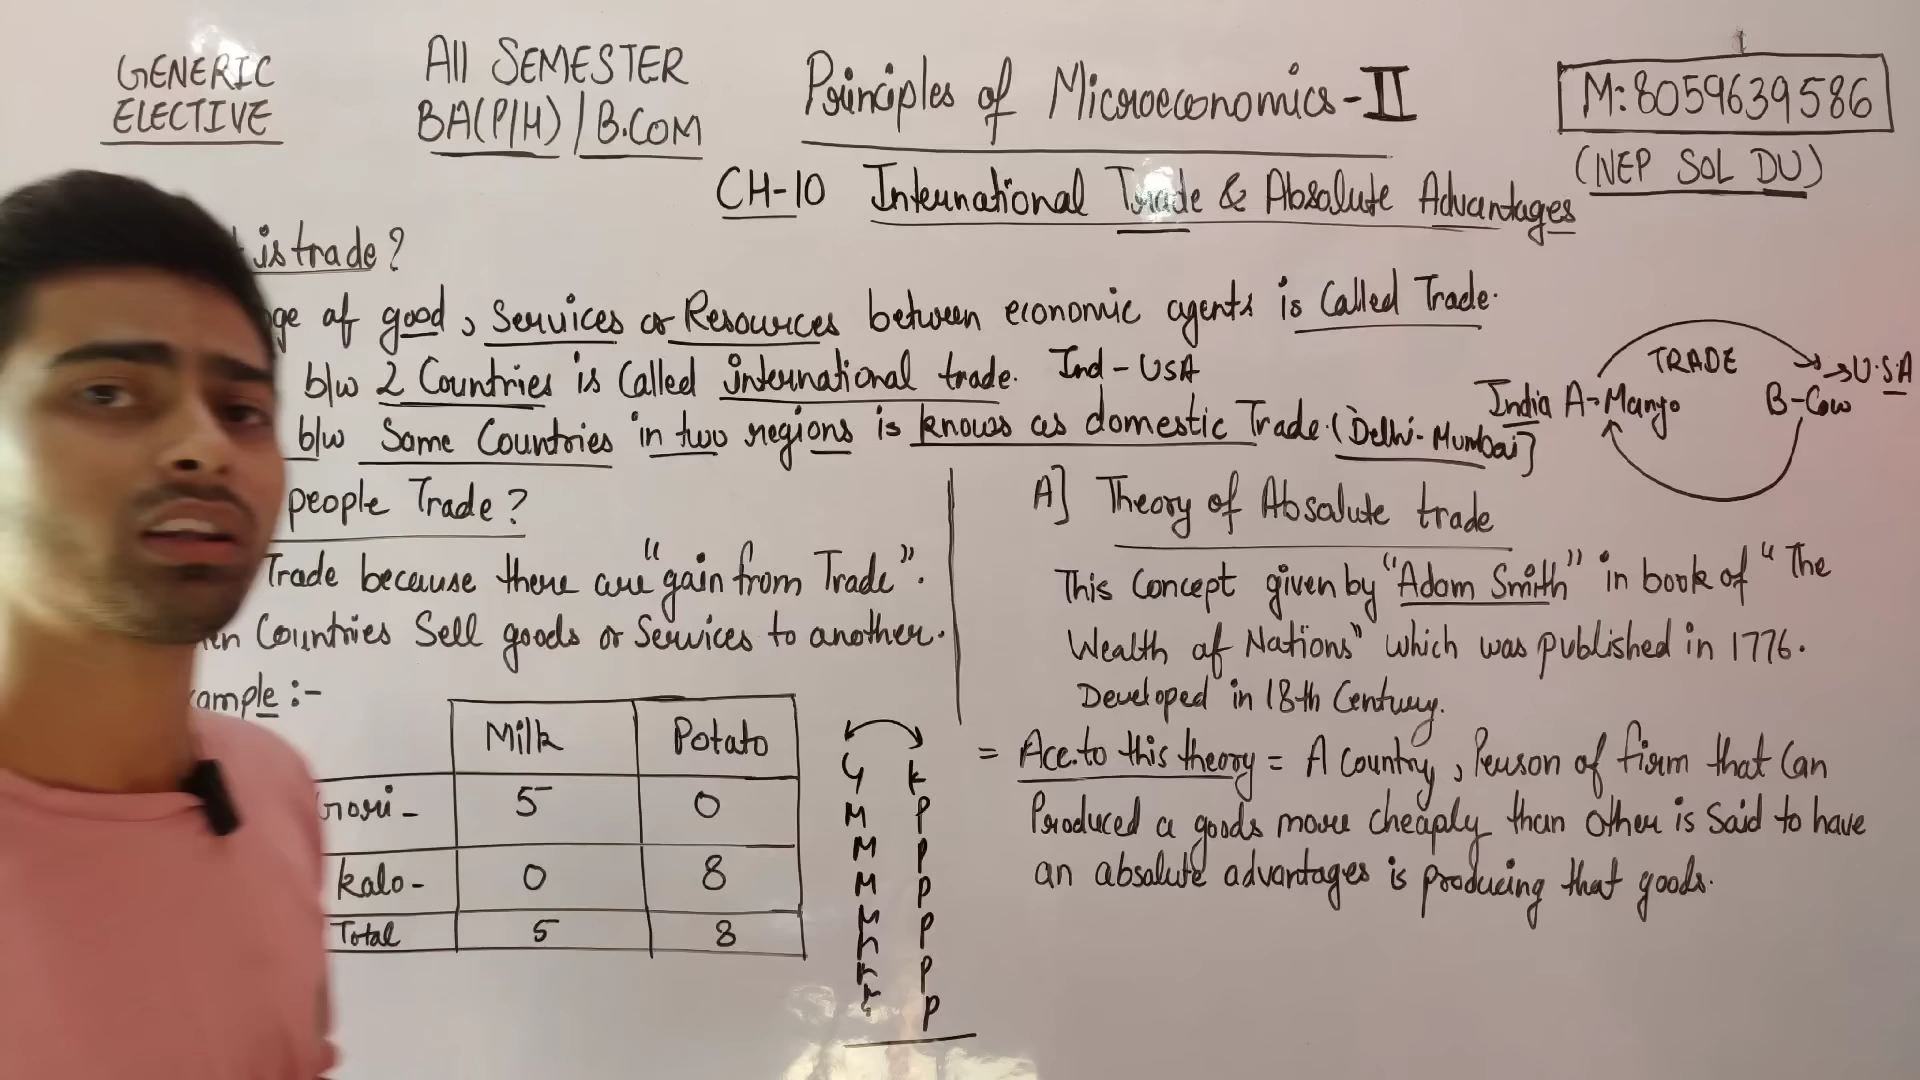 GENERIC
ELECTIVE
All SEMESTER
BA(P/H) / B.COM
Principles of Microeconomics-II
M:8059639586
(NEP SOL DU)
CH-10 International Trade & Absolute Advantages
is trade?
ge of good, Services or Resources between economic agents is Called Trade.
b/w 2 Countries is Called international trade. Ind - USA
b/w Same Countries in two regions is knows as domestic Trade. (Delhi-Mumbai]
TRADE
India A-Mango
B-Cow
→U.S.A
people Trade?
Trade because there are "gain from Trade".
Countries Sell goods or Services to another.
ample :-
Milk Potato
Gori - 5 0
kalo - 0 8
Total 5 8
G K
M P
M P
M P
M P
P
P
A] Theory of Absolute trade
This Concept given by "Adam Smith" in book of "The
Wealth of Nations" which was published in 1776.
Developed in 18th Century.
= Acc. to this theory = A Country, Person of firm that Can
Produced a goods more cheaply than other is Said to have
an absolute advantages is producing that goods.